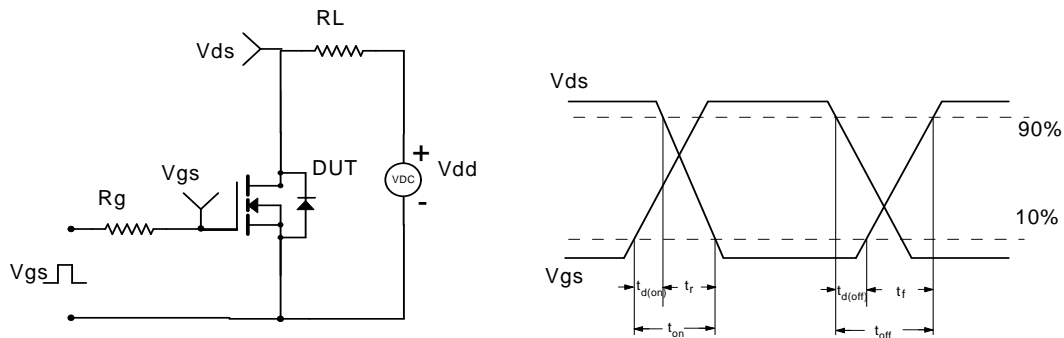 RL
Vds
Vgs
DUT
+
VDC
Vdd
-
Rg
Vgs
Vds
90%
10%
Vgs
td(on)
tr
td(off)
tf
ton
toff